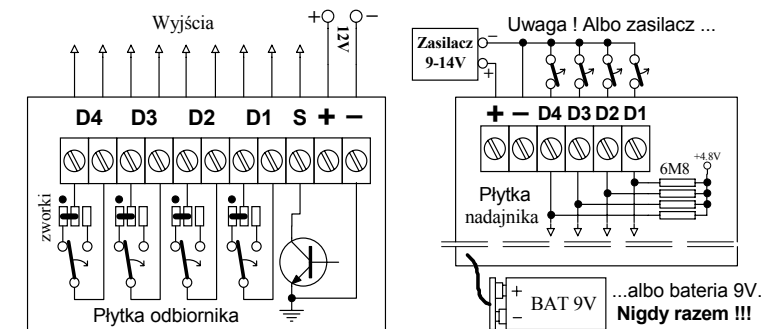 Wyjścia
+ −
12V
D4 D3 D2 D1 S + −
zworki
Płytka odbiornika
Uwaga ! Albo zasilacz ...
Zasilacz
9-14V
−
+
+ − D4 D3 D2 D1
+4.8V
6M8
Płytka
nadajnika
+
−
BAT 9V
...albo bateria 9V.
Nigdy razem !!!